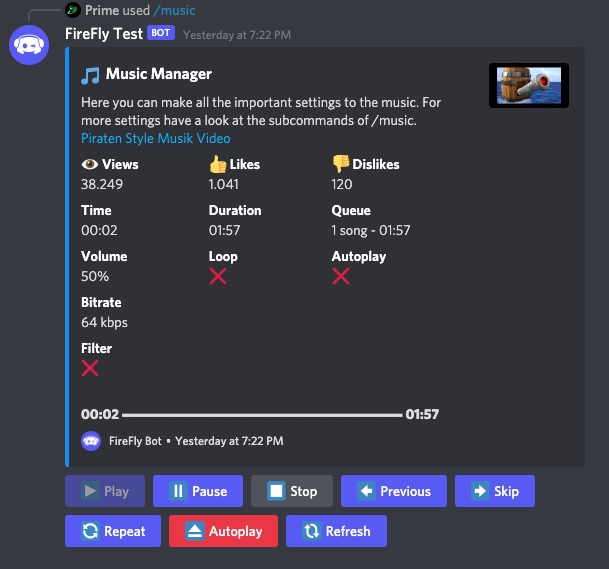 Prime used /music
FireFly Test BOT Yesterday at 7:22 PM
Music Manager
Here you can make all the important settings to the music. For
more settings have a look at the subcommands of /music.
Piraten Style Musik Video
Views Likes Dislikes
38.249 1.041 120
Time Duration Queue
00:02 01:57 1 song - 01:57
Volume Loop Autoplay
50%
Bitrate
64 kbps
Filter
00:02 01:57
FireFly Bot • Yesterday at 7:22 PM
Play Pause Stop Previous Skip
Repeat Autoplay Refresh